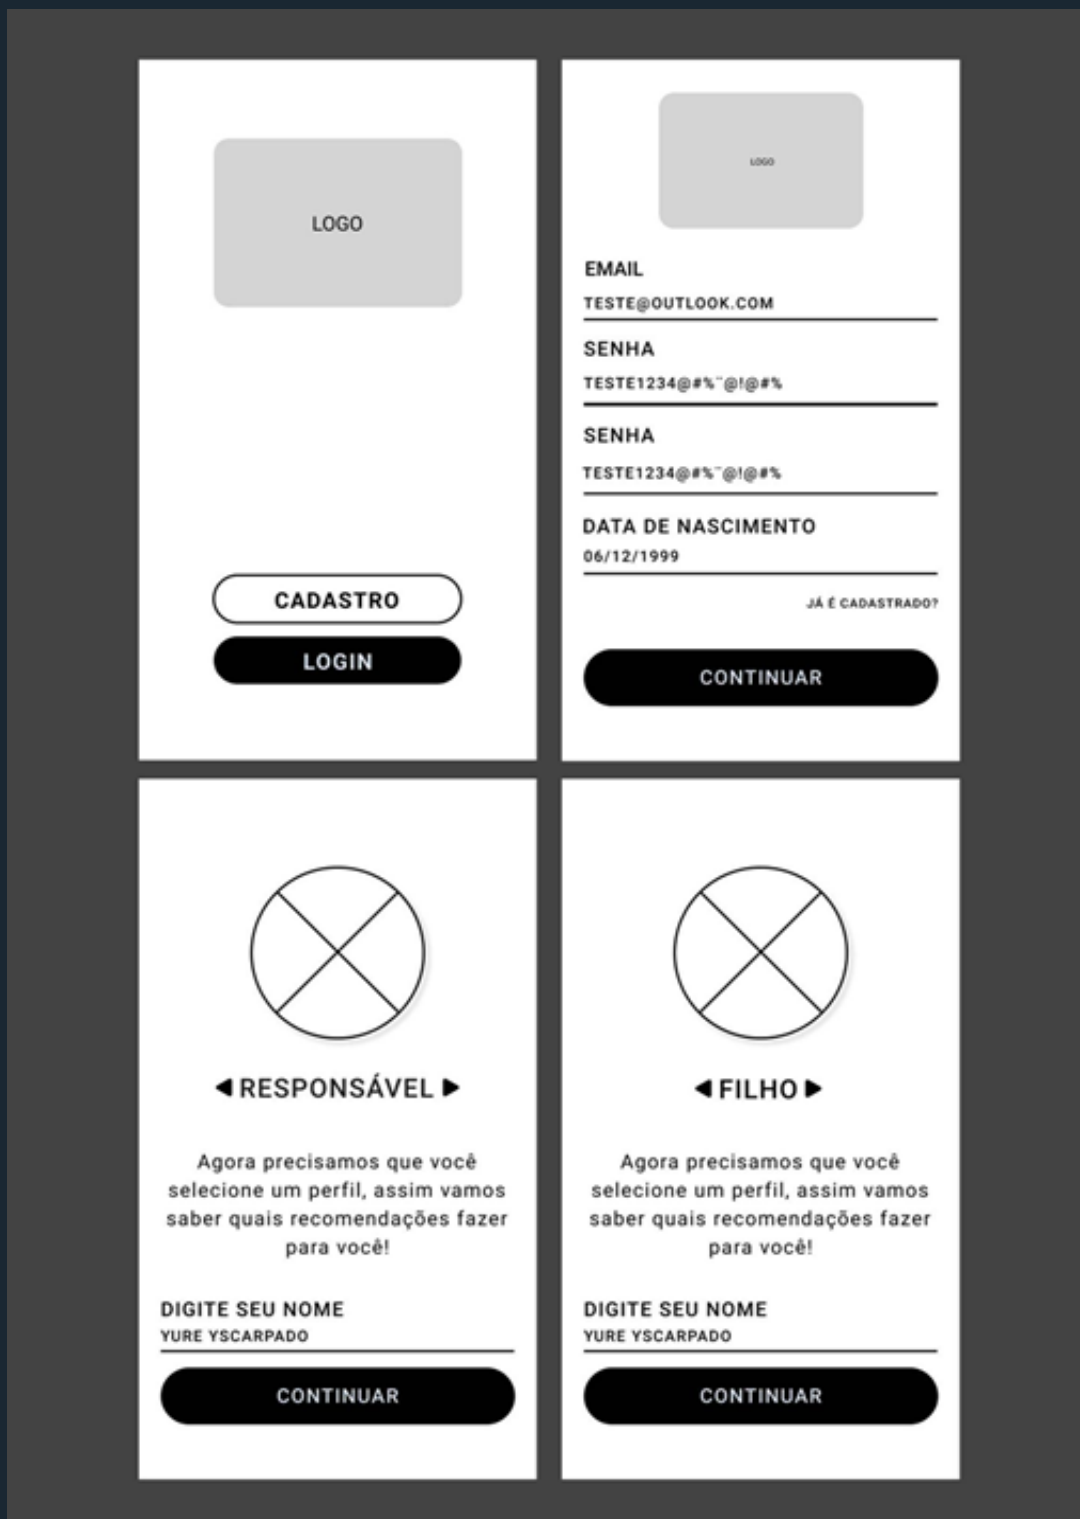 LOGO
CADASTRO
LOGIN
LOGO
EMAIL
TESTE@OUTLOOK.COM
SENHA
TESTE1234@#%¨@!@#%
SENHA
TESTE1234@#%¨@!@#%
DATA DE NASCIMENTO
06/12/1999
JÁ É CADASTRADO?
CONTINUAR
RESPONSÁVEL
Agora precisamos que você
selecione um perfil, assim vamos
saber quais recomendações fazer
para você!
DIGITE SEU NOME
YURE YSCARPADO
CONTINUAR
FILHO
Agora precisamos que você
selecione um perfil, assim vamos
saber quais recomendações fazer
para você!
DIGITE SEU NOME
YURE YSCARPADO
CONTINUAR